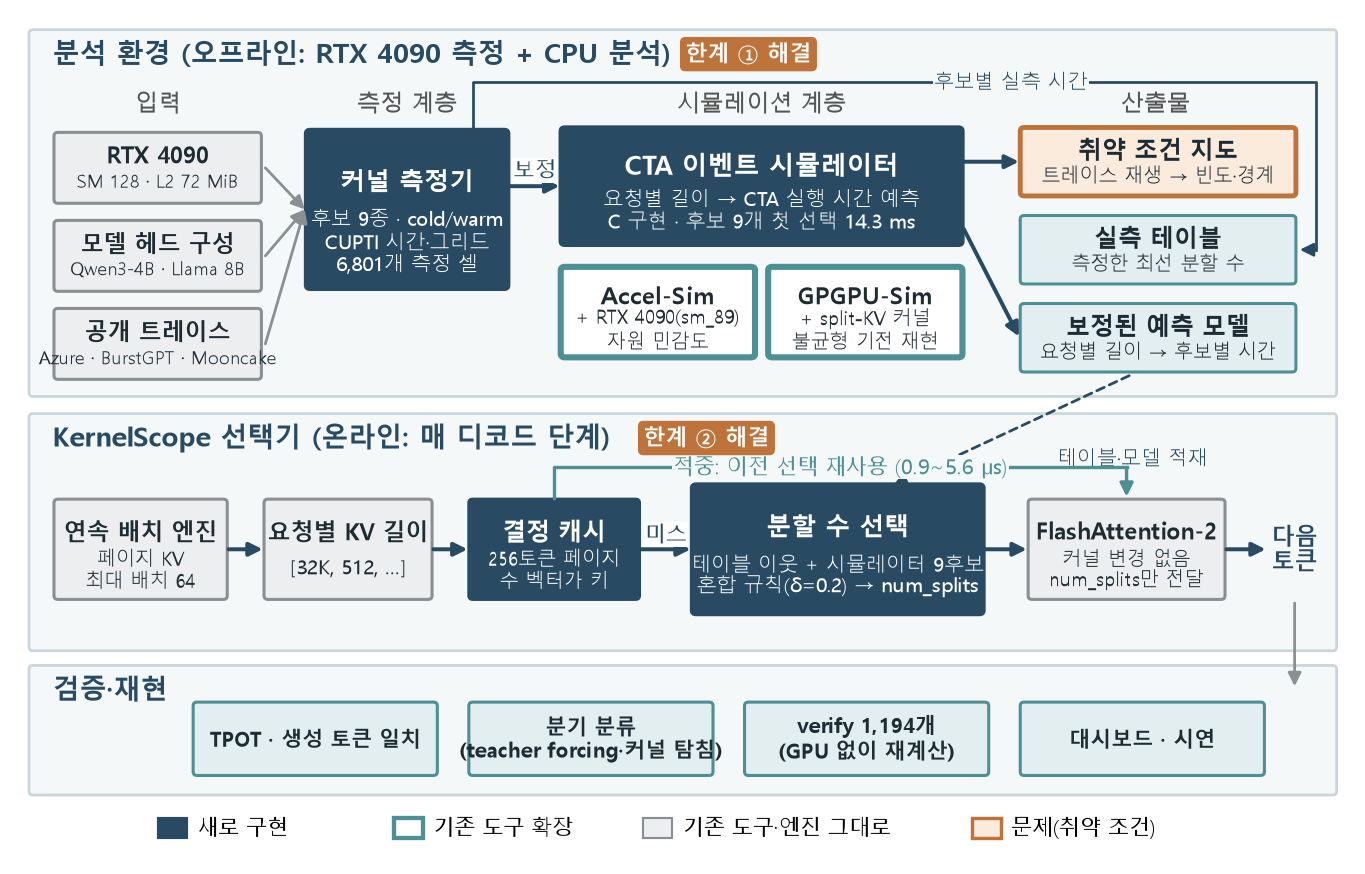 분석 환경 (오프라인: RTX 4090 측정 + CPU 분석)
한계 ① 해결
후보별 실측 시간
입력
측정 계층
시뮬레이션 계층
산출물
RTX 4090
SM 128 · L2 72 MiB
모델 헤드 구성
Qwen3-4B · Llama 8B
공개 트레이스
Azure · BurstGPT · Mooncake
커널 측정기
후보 9종 · cold/warm
CUPTI 시간·그리드
6,801개 측정 셀
보정
CTA 이벤트 시뮬레이터
요청별 길이 → CTA 실행 시간 예측
C 구현 · 후보 9개 첫 선택 14.3 ms
Accel-Sim
+ RTX 4090(sm_89)
자원 민감도
GPGPU-Sim
+ split-KV 커널
불균형 기전 재현
취약 조건 지도
트레이스 재생 → 빈도·경계
실측 테이블
측정한 최선 분할 수
보정된 예측 모델
요청별 길이 → 후보별 시간
KernelScope 선택기 (온라인: 매 디코드 단계)
한계 ② 해결
적중: 이전 선택 재사용 (0.9~5.6 μs)
테이블·모델 적재
연속 배치 엔진
페이지 KV
최대 배치 64
요청별 KV 길이
[32K, 512, ...]
결정 캐시
256토큰 페이지
수 벡터가 키
미스
분할 수 선택
테이블 이웃 + 시뮬레이터 9후보
혼합 규칙(δ=0.2) → num_splits
FlashAttention-2
커널 변경 없음
num_splits만 전달
다음
토큰
검증·재현
TPOT · 생성 토큰 일치
분기 분류
(teacher forcing·커널 탐침)
verify 1,194개
(GPU 없이 재계산)
대시보드 · 시연
새로 구현
기존 도구 확장
기존 도구·엔진 그대로
문제(취약 조건)